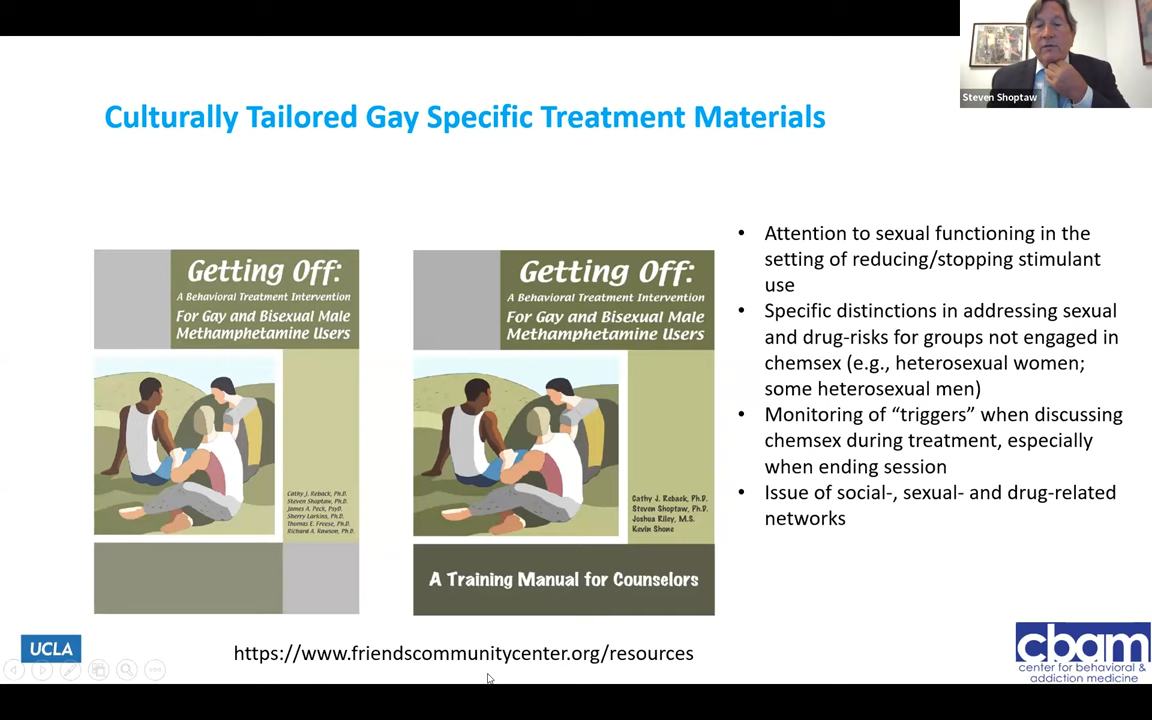 Steven Shoptaw
Culturally Tailored Gay Specific Treatment Materials
Getting Off:
A Behavioral Treatment Intervention
For Gay and Bisexual Male
Methamphetamine Users
Cathy J. Reback, Ph.D.
Steven Shoptaw, Ph.D.
James A. Peck, PsyD.
Sherry Larkins, Ph.D.
Thomas E. Freese, Ph.D.
Richard A. Rawson, Ph.D.
Getting Off:
A Behavioral Treatment Intervention
For Gay and Bisexual Male
Methamphetamine Users
Cathy J. Reback, Ph.D.
Steven Shoptaw, Ph.D.
Joshua Riley, M.S.
Kevin Shone
A Training Manual for Counselors
• Attention to sexual functioning in the
setting of reducing/stopping stimulant
use
• Specific distinctions in addressing sexual
and drug-risks for groups not engaged in
chemsex (e.g., heterosexual women;
some heterosexual men)
• Monitoring of “triggers” when discussing
chemsex during treatment, especially
when ending session
• Issue of social-, sexual- and drug-related
networks
UCLA
https://www.friendscommunitycenter.org/resources
cbam
center for behavioral &
addiction medicine